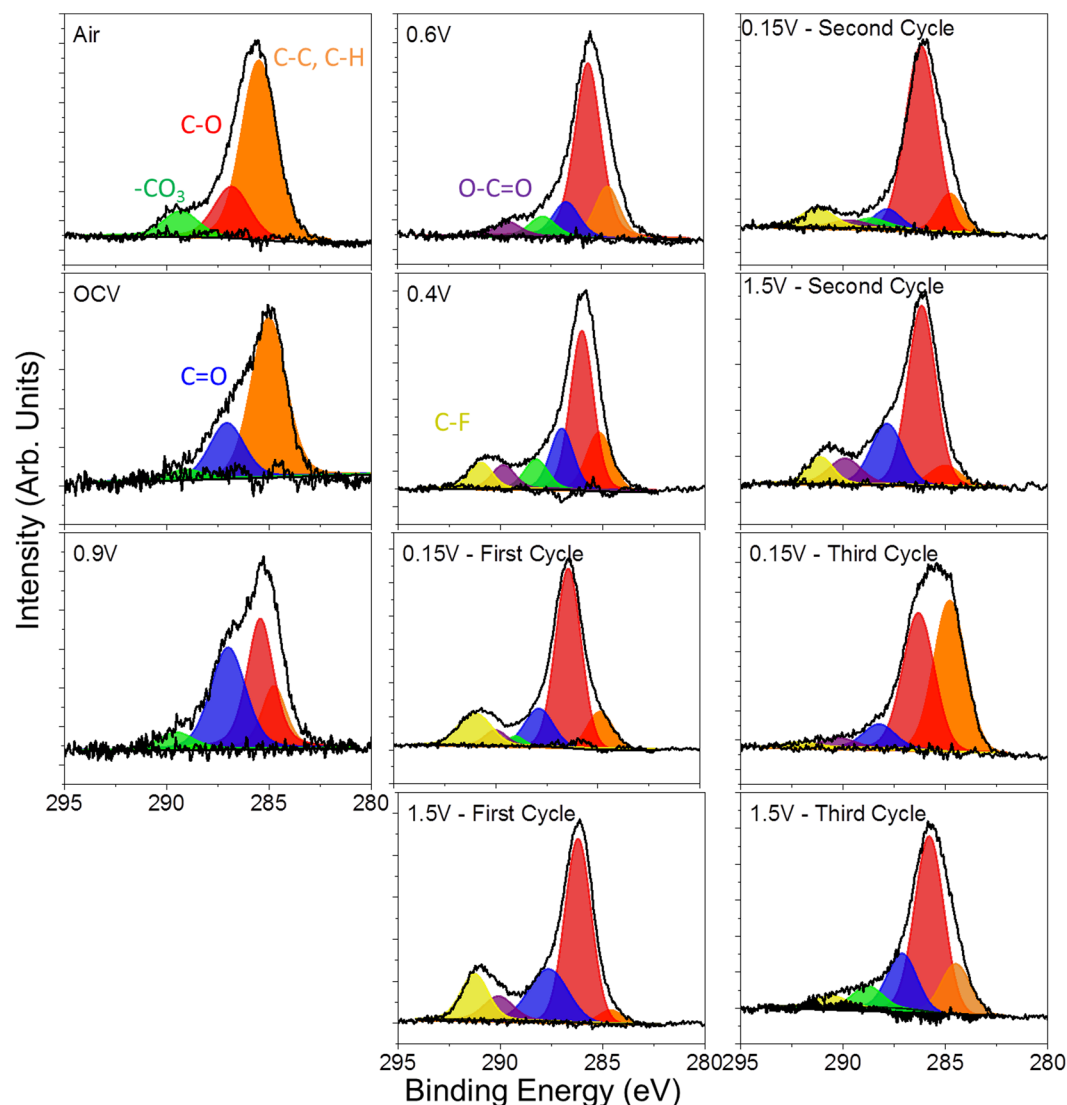 Air
C-C, C-H
C-O
-CO3
0.6V
O-C=O
0.15V - Second Cycle
OCV
C=O
0.4V
C-F
1.5V - Second Cycle
0.9V
0.15V - First Cycle
0.15V - Third Cycle
1.5V - First Cycle
1.5V - Third Cycle
295 290 285 280
295 290 285 280
295 290 285 280
Intensity (Arb. Units)
Binding Energy (eV)